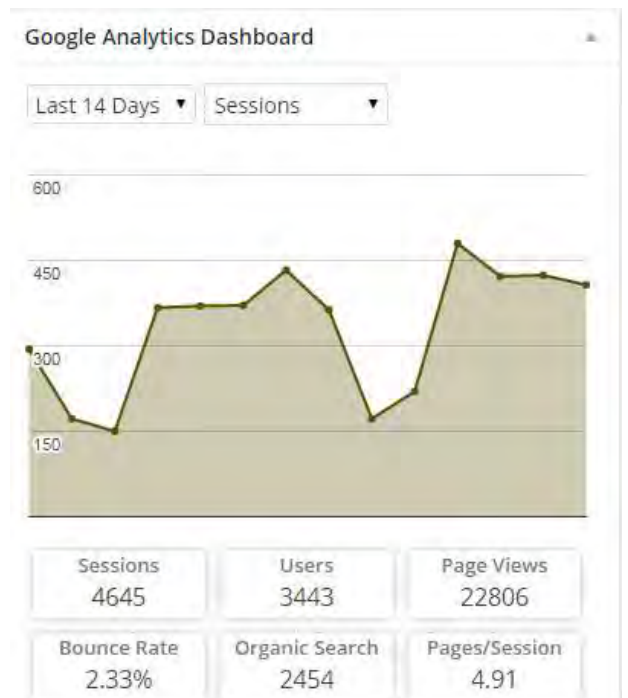 Google Analytics Dashboard
Last 14 Days Sessions
600
450
300
150
Sessions Users Page Views
4645 3443 22806
Bounce Rate Organic Search Pages/Session
2.33% 2454 4.91